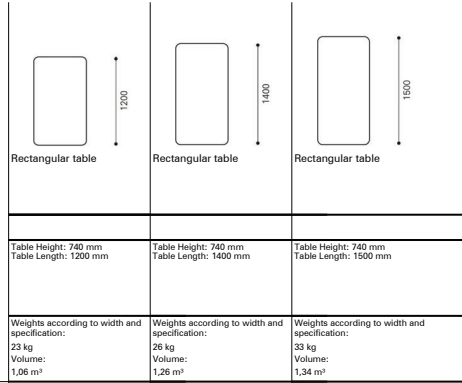 1200
Rectangular table
1400
Rectangular table
1500
Rectangular table
Table Height: 740 mm
Table Length: 1200 mm
Table Height: 740 mm
Table Length: 1400 mm
Table Height: 740 mm
Table Length: 1500 mm
Weights according to width and
specification:
23 kg
Volume:
1,06 m³
Weights according to width and
specification:
26 kg
Volume:
1,26 m³
Weights according to width and
specification:
33 kg
Volume:
1,34 m³